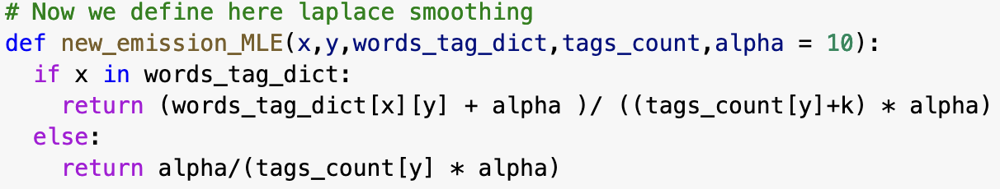 # Now we define here laplace smoothing
def new_emission_MLE(x,y,words_tag_dict,tags_count,alpha = 10):
  if x in words_tag_dict:
    return (words_tag_dict[x][y] + alpha )/ ((tags_count[y]+k) * alpha)
  else:
    return alpha/(tags_count[y] * alpha)